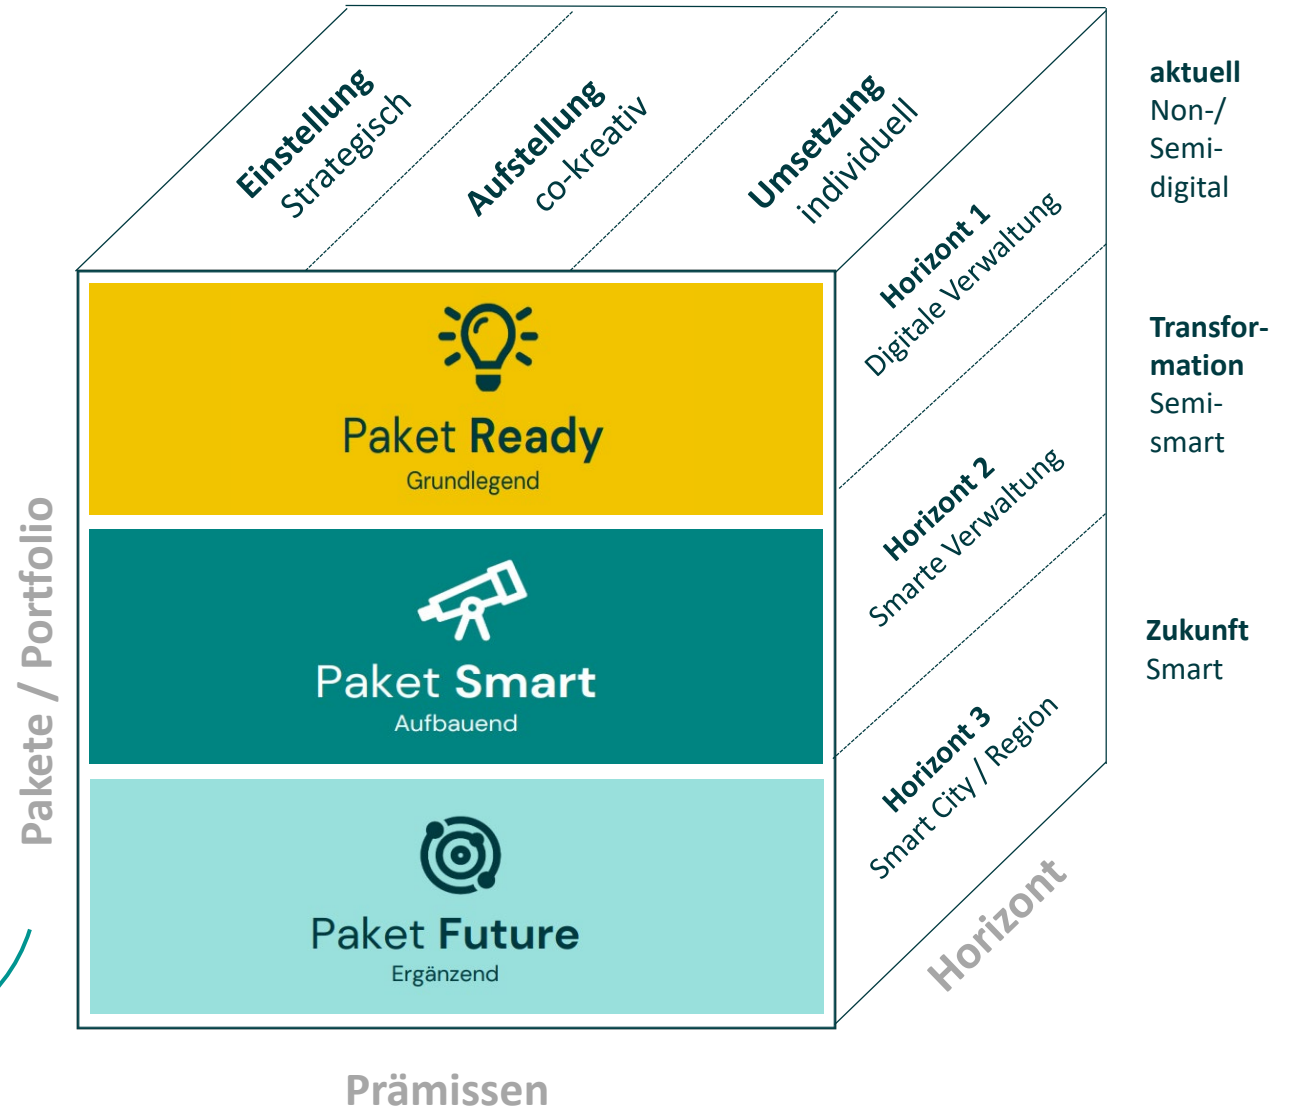 Einstellung
Strategisch
Aufstellung
co-kreativ
Umsetzung
individuell
aktuell
Non-/
Semi-
digital
Horizont 1
Digitale Verwaltung
Transfor-
mation
Semi-
smart
Horizont 2
Smarte Verwaltung
Zukunft
Smart
Horizont 3
Smart City / Region
Paket Ready
Grundlegend
Paket Smart
Aufbauend
Paket Future
Ergänzend
Pakete / Portfolio
Horizont
Prämissen